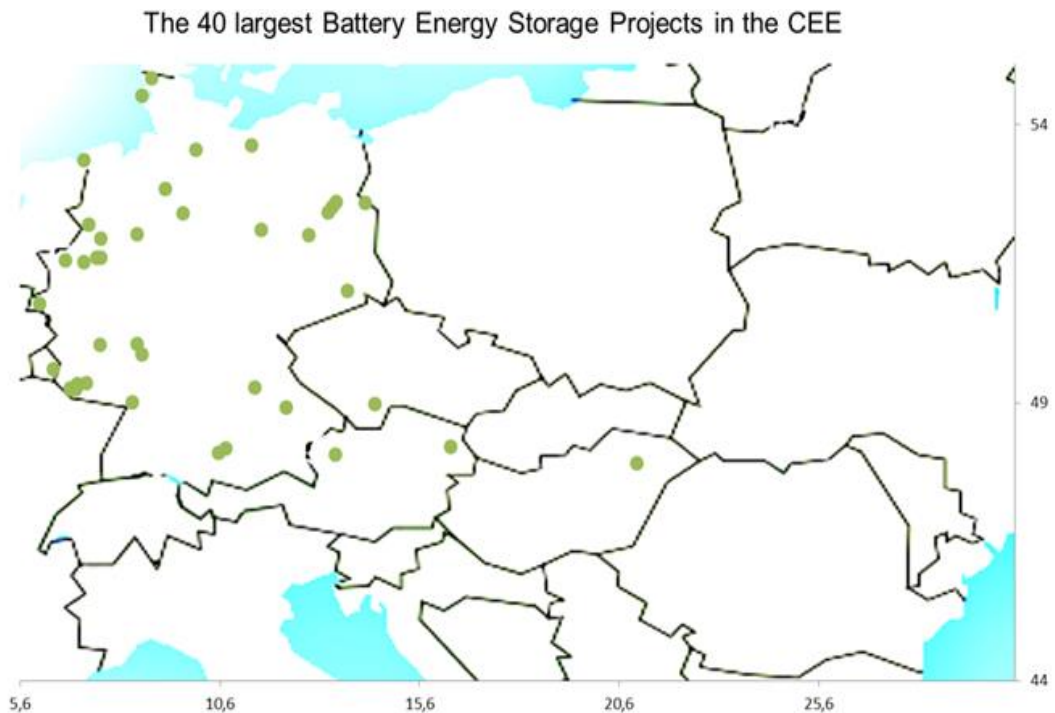 The 40 largest Battery Energy Storage Projects in the CEE
54
49
44
5,6 10,6 15,6 20,6 25,6